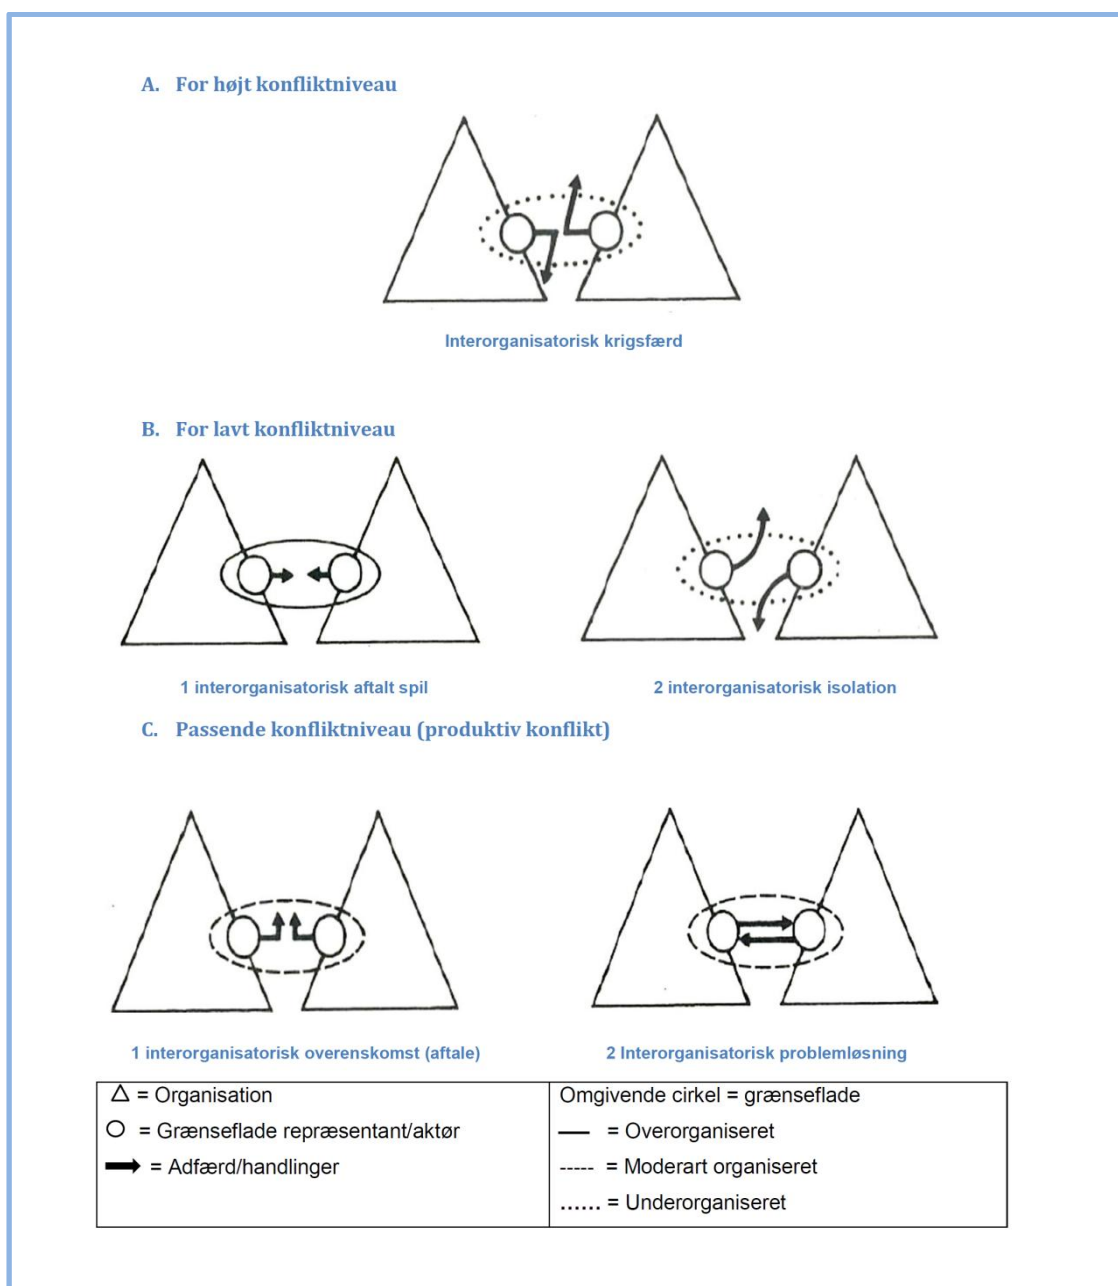 A. For højt konfliktniveau
Interorganisatorisk krigsfærd
B. For lavt konfliktniveau
1 interorganisatorisk aftalt spil
2 interorganisatorisk isolation
C. Passende konfliktniveau (produktiv konflikt)
1 interorganisatorisk overenskomst (aftale)
2 Interorganisatorisk problemløsning
= Organisation
= Grænseflade repræsentant/aktør
= Adfærd/handlinger
Omgivende cirkel = grænseflade
= Overorganiseret
----- = Moderart organiseret
...... = Underorganiseret